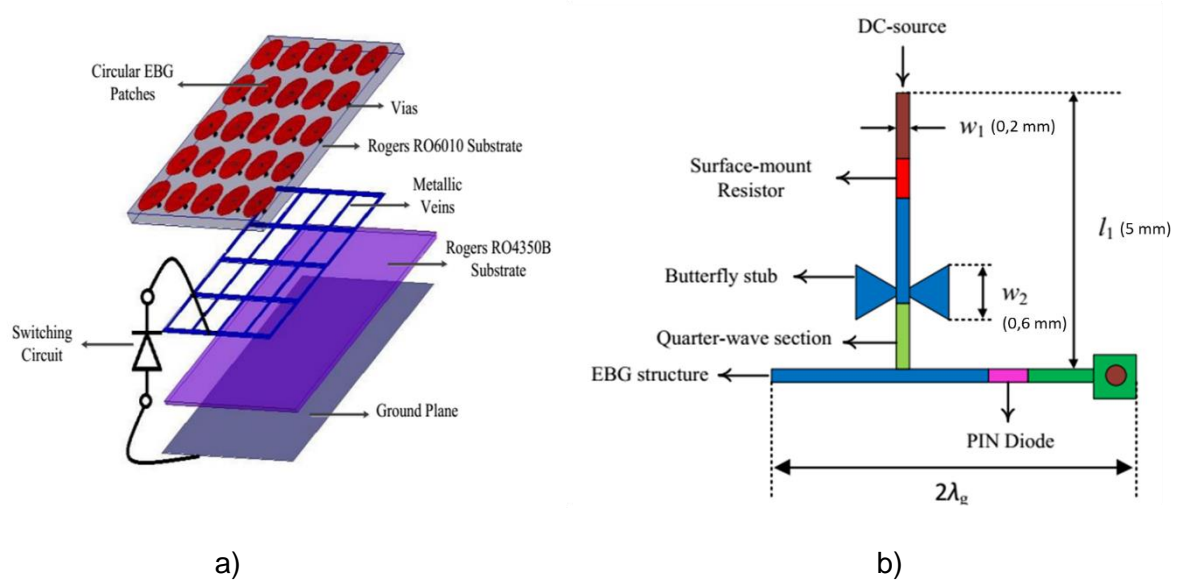 Circular EBG
Patches
Vias
Rogers RO6010 Substrate
Metallic
Veins
Rogers RO4350B
Substrate
Switching
Circuit
Ground Plane
a)
DC-source
w₁ (0,2 mm)
Surface-mount
Resistor
l₁ (5 mm)
Butterfly stub
w₂
(0,6 mm)
Quarter-wave section
EBG structure
PIN Diode
2λg
b)